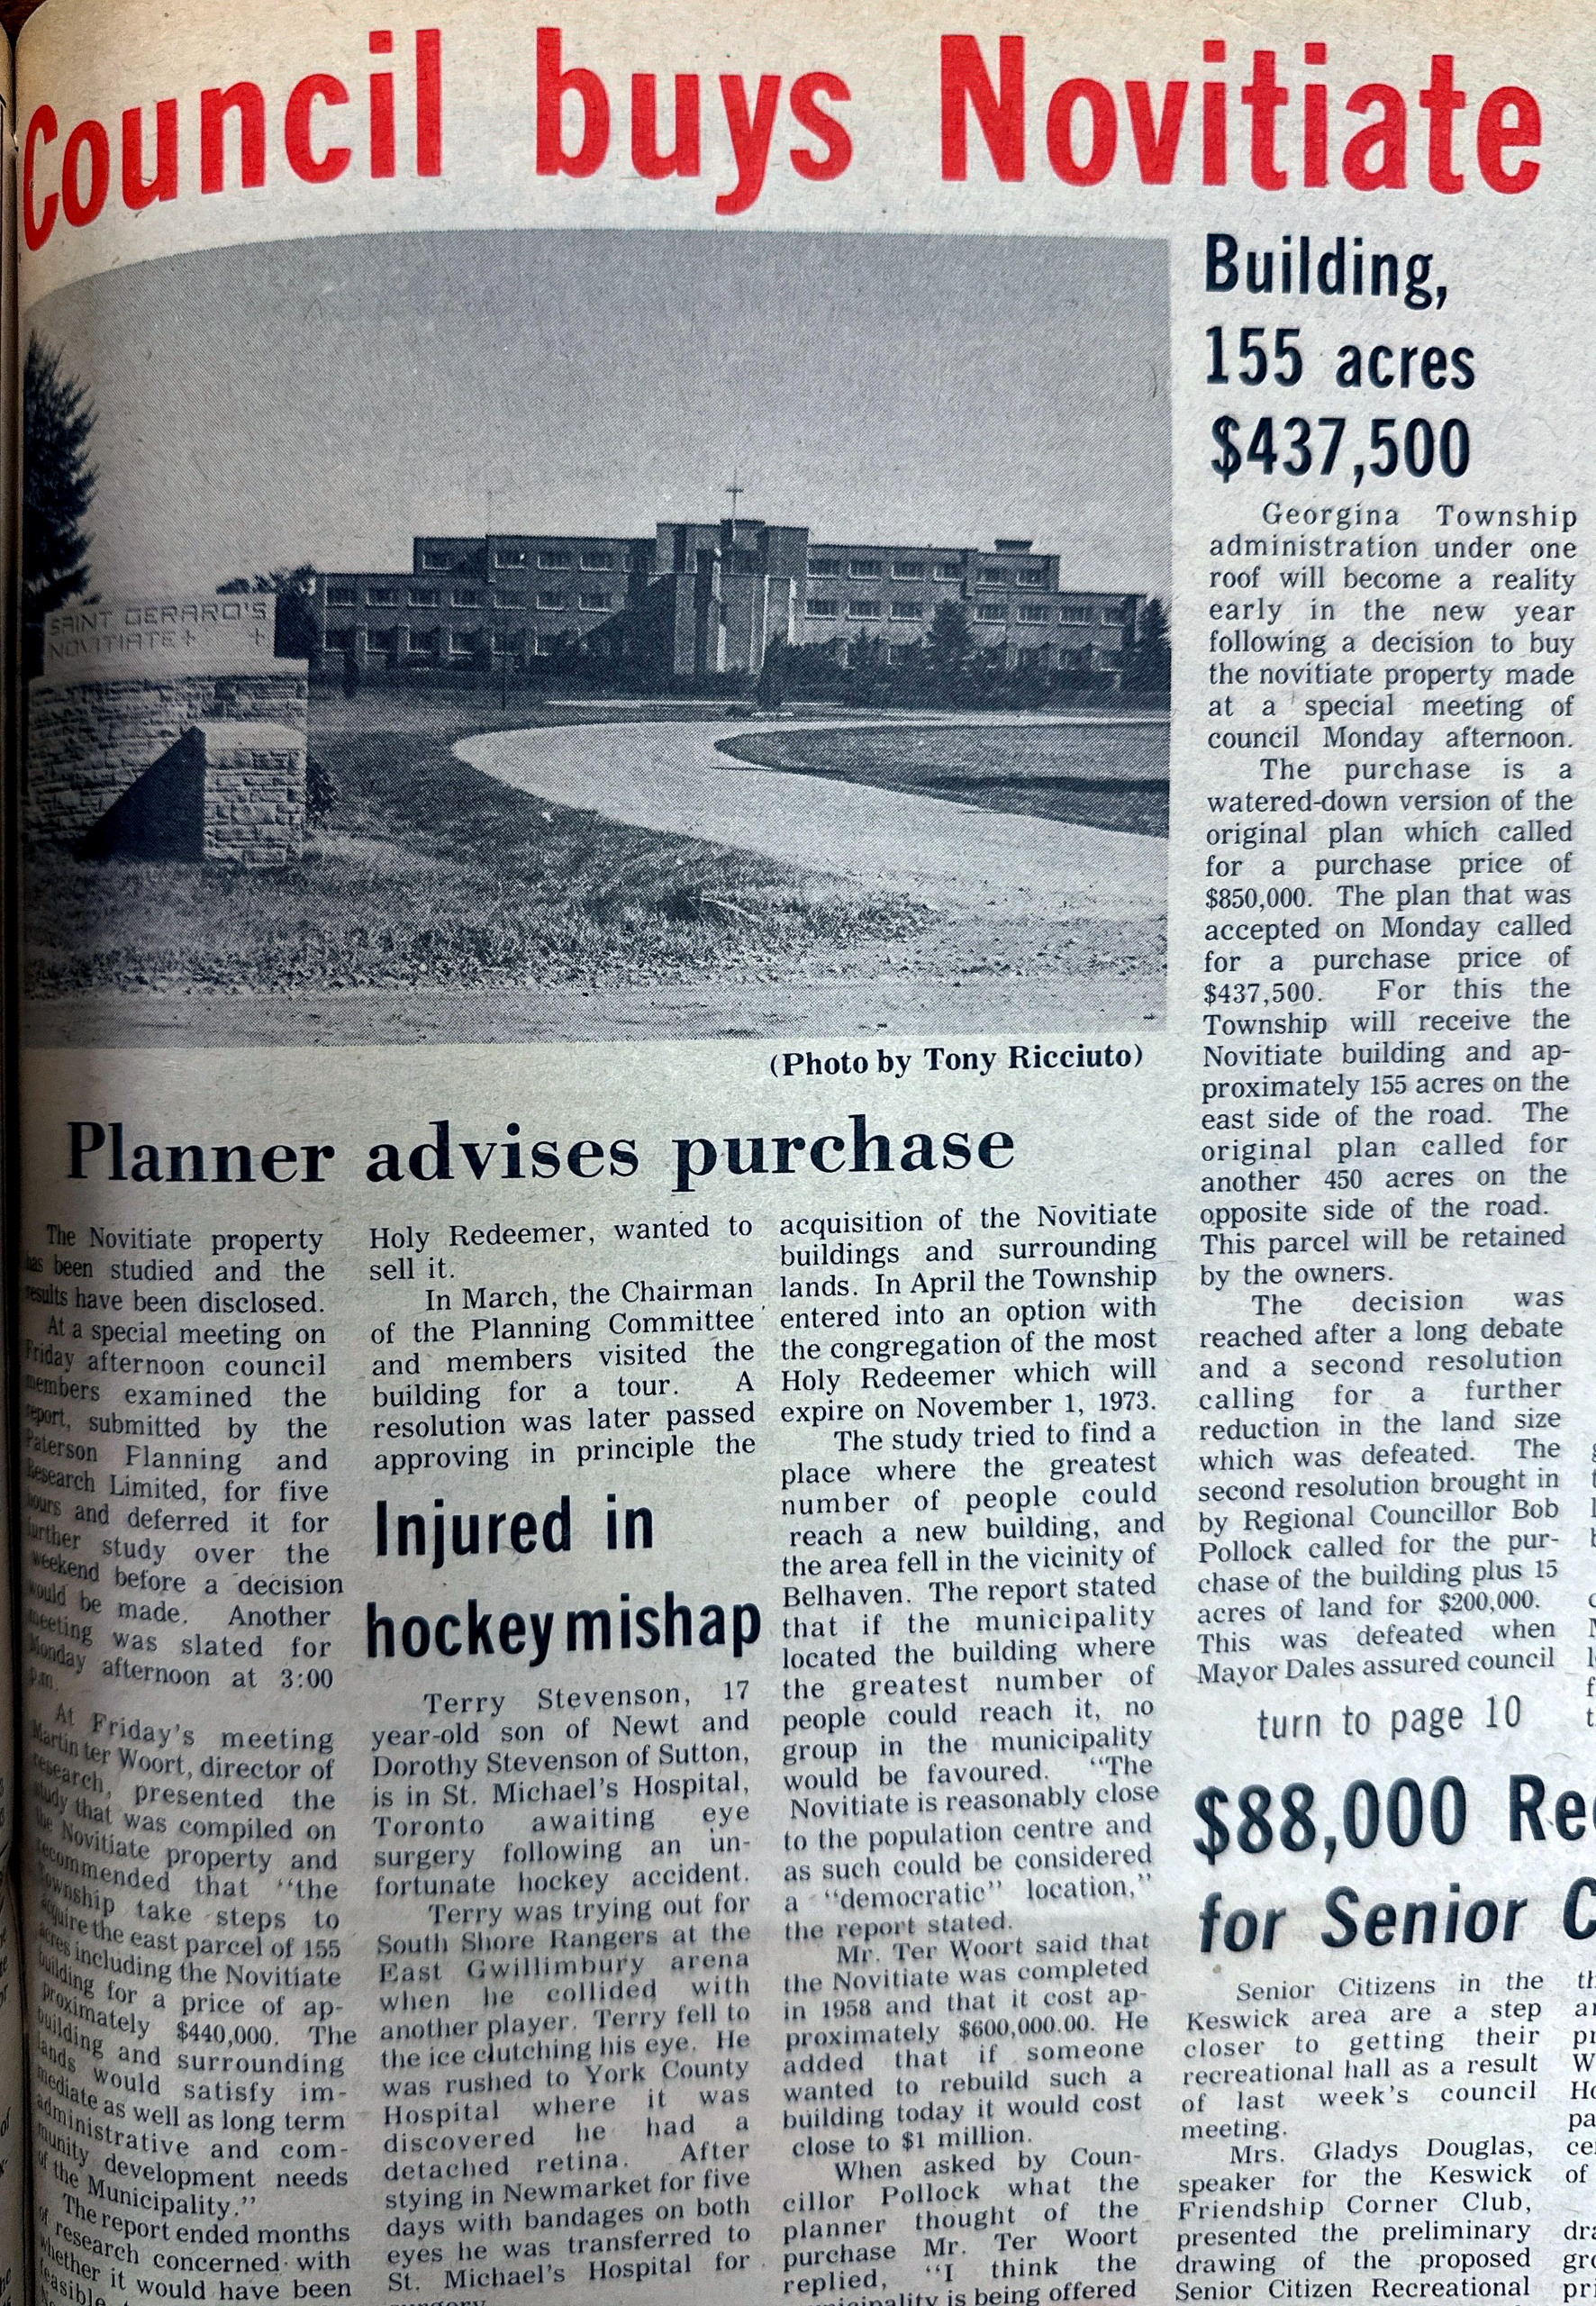 Council buys Novitiate
SAINT GERARD'S
NOVITIATE
(Photo by Tony Ricciuto)
Building,
155 acres
$437,500
Georgina Township
administration under one
roof will become a reality
early in the new year
following a decision to buy
the novitiate property made
at a special meeting of
council Monday afternoon.
The purchase is a
watered-down version of the
original plan which called
for a purchase price of
$850,000. The plan that was
accepted on Monday called
for a purchase price of
$437,500. For this the
Township will receive the
Novitiate building and ap-
proximately 155 acres on the
east side of the road. The
original plan called for
another 450 acres on the
opposite side of the road.
This parcel will be retained
by the owners.
The decision was
reached after a long debate
and a second resolution
calling for a further
reduction in the land size
which was defeated. The
second resolution brought in
by Regional Councillor Bob
Pollock called for the pur-
chase of the building plus 15
acres of land for $200,000.
This was defeated when
Mayor Dales assured council
turn to page 10
Planner advises purchase
The Novitiate property
has been studied and the
results have been disclosed.
At a special meeting on
Friday afternoon council
members examined the
report, submitted by the
Paterson Planning and
Research Limited, for five
hours and deferred it for
further study over the
weekend before a decision
would be made. Another
meeting was slated for
Monday afternoon at 3:00
p.m.
At Friday's meeting
Martin ter Woort, director of
research, presented the
study that was compiled on
the Novitiate property and
recommended that "the
Township take steps to
acquire the east parcel of 155
acres including the Novitiate
building for a price of ap-
proximately $440,000. The
building and surrounding
lands would satisfy im-
mediate as well as long term
administrative and com-
munity development needs
of the Municipality."
The report ended months
of research concerned with
whether it would have been
feasible
Holy Redeemer, wanted to
sell it.
In March, the Chairman
of the Planning Committee
and members visited the
building for a tour. A
resolution was later passed
approving in principle the
acquisition of the Novitiate
buildings and surrounding
lands. In April the Township
entered into an option with
the congregation of the most
Holy Redeemer which will
expire on November 1, 1973.
The study tried to find a
place where the greatest
number of people could
reach a new building, and
the area fell in the vicinity of
Belhaven. The report stated
that if the municipality
located the building where
the greatest number of
people could reach it, no
group in the municipality
would be favoured. "The
Novitiate is reasonably close
to the population centre and
as such could be considered
a "democratic" location,"
the report stated.
Mr. Ter Woort said that
the Novitiate was completed
in 1958 and that it cost ap-
proximately $600,000.00. He
added that if someone
wanted to rebuild such a
building today it would cost
close to $1 million.
When asked by Coun-
cillor Pollock what the
planner thought of the
purchase Mr. Ter Woort
replied, "I think the
is being offered
Injured in
hockey mishap
Terry Stevenson, 17
year-old son of Newt and
Dorothy Stevenson of Sutton,
is in St. Michael's Hospital,
Toronto awaiting eye
surgery following an un-
fortunate hockey accident.
Terry was trying out for
South Shore Rangers at the
East Gwillimbury arena
when he collided with
another player. Terry fell to
the ice clutching his eye. He
was rushed to York County
Hospital where it was
discovered he had a
detached retina. After
stying in Newmarket for five
days with bandages on both
eyes he was transferred to
St. Michael's Hospital for
$88,000
for Senior
Senior Citizens in the
Keswick area are a step
closer to getting their
recreational hall as a result
of last week's council
meeting.
Mrs. Gladys Douglas,
speaker for the Keswick
Friendship Corner Club,
presented the preliminary
drawing of the proposed
Senior Citizen Recreational